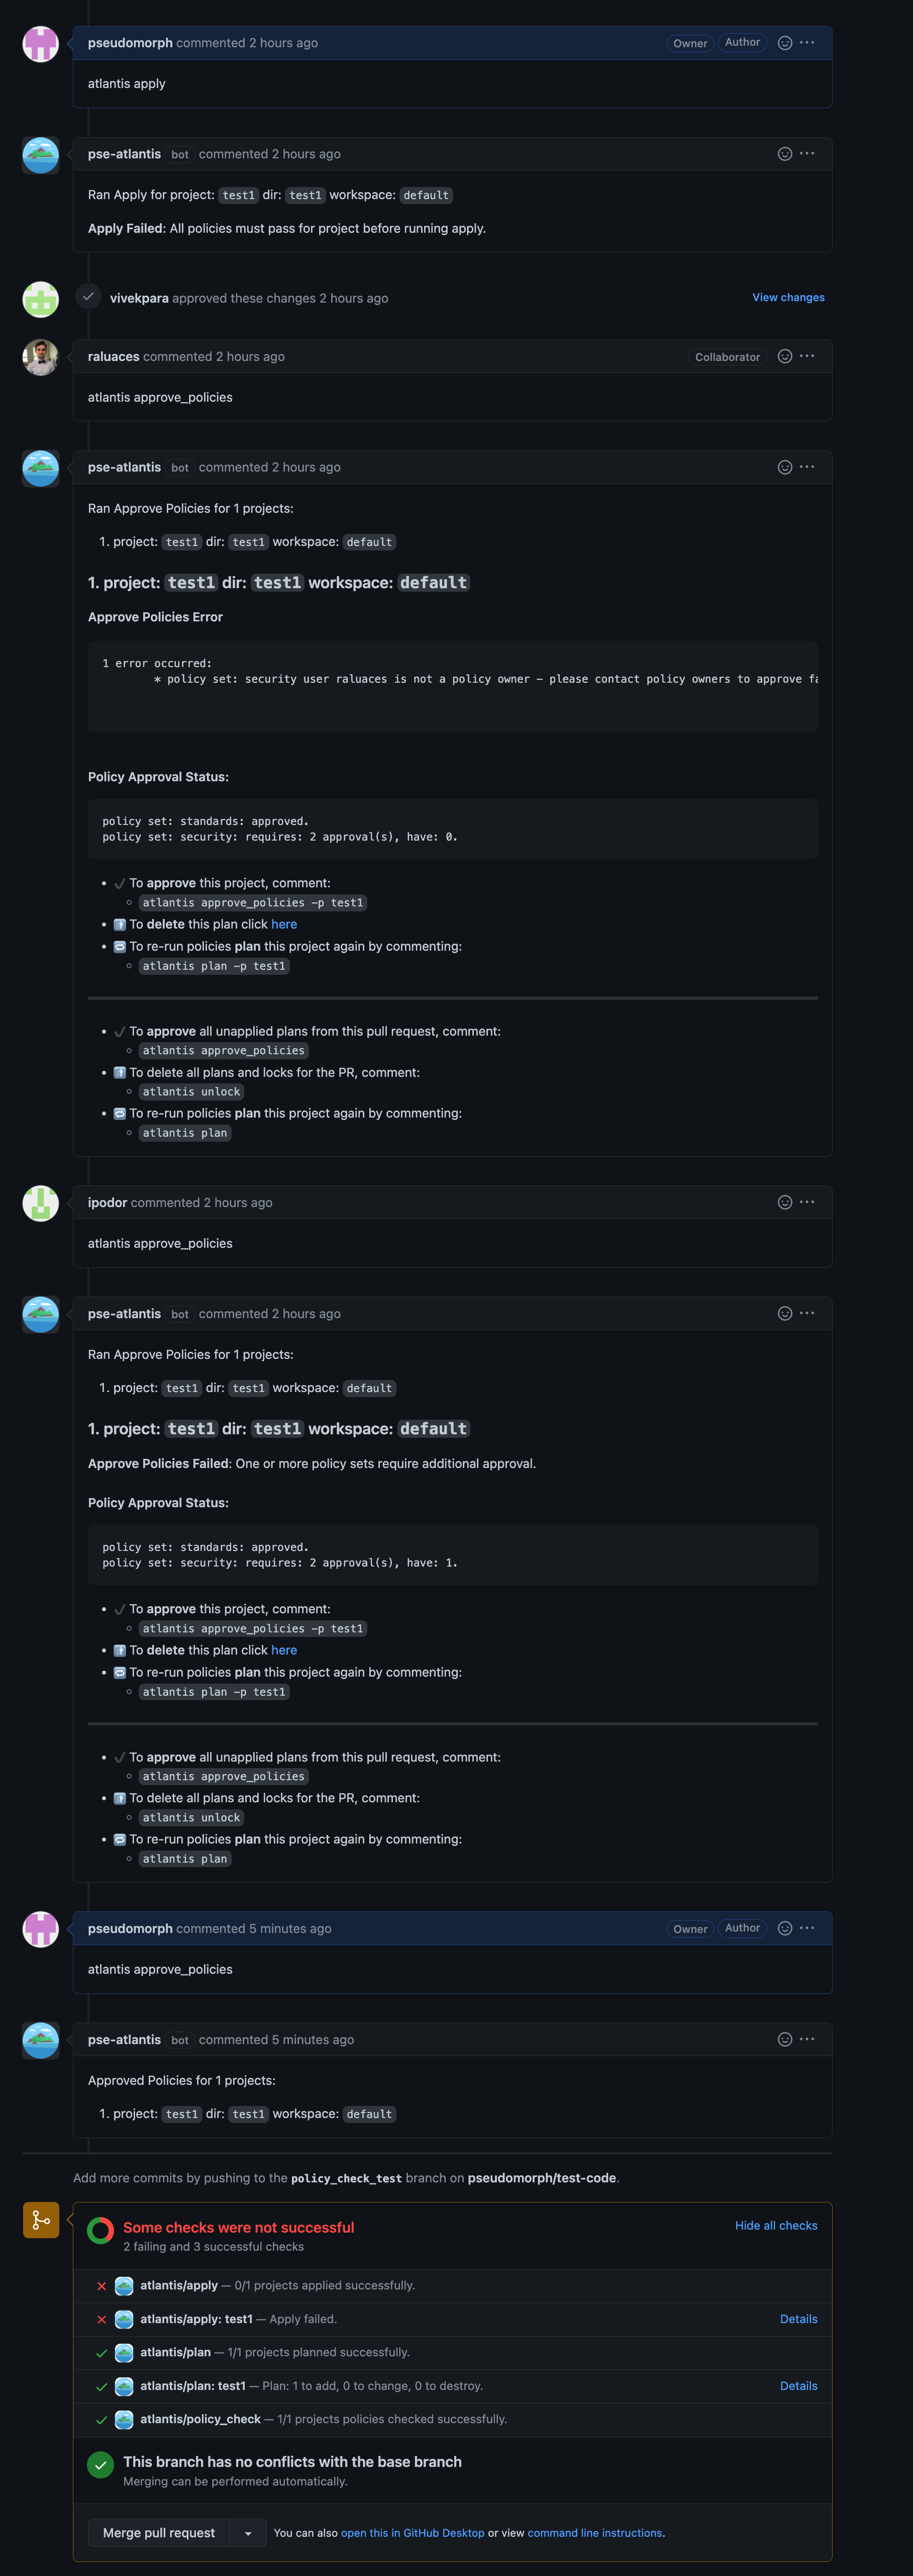 pseudomorph commented 2 hours ago Owner Author
atlantis apply
pse-atlantis bot commented 2 hours ago
Ran Apply for project: test1 dir: test1 workspace: default
Apply Failed: All policies must pass for project before running apply.
vivekpara approved these changes 2 hours ago View changes
raluaces commented 2 hours ago Collaborator
atlantis approve_policies
pse-atlantis bot commented 2 hours ago
Ran Approve Policies for 1 projects:
1. project: test1 dir: test1 workspace: default
1. project: test1 dir: test1 workspace: default
Approve Policies Error
1 error occurred:
* policy set: security user raluaces is not a policy owner - please contact policy owners to approve fa
Policy Approval Status:
policy set: standards: approved.
policy set: security: requires: 2 approval(s), have: 0.
To approve this project, comment:
atlantis approve_policies -p test1
To delete this plan click here
To re-run policies plan this project again by commenting:
atlantis plan -p test1
To approve all unapplied plans from this pull request, comment:
atlantis approve_policies
To delete all plans and locks for the PR, comment:
atlantis unlock
To re-run policies plan this project again by commenting:
atlantis plan
ipodor commented 2 hours ago
atlantis approve_policies
pse-atlantis bot commented 2 hours ago
Ran Approve Policies for 1 projects:
1. project: test1 dir: test1 workspace: default
1. project: test1 dir: test1 workspace: default
Approve Policies Failed: One or more policy sets require additional approval.
Policy Approval Status:
policy set: standards: approved.
policy set: security: requires: 2 approval(s), have: 1.
To approve this project, comment:
atlantis approve_policies -p test1
To delete this plan click here
To re-run policies plan this project again by commenting:
atlantis plan -p test1
To approve all unapplied plans from this pull request, comment:
atlantis approve_policies
To delete all plans and locks for the PR, comment:
atlantis unlock
To re-run policies plan this project again by commenting:
atlantis plan
pseudomorph commented 5 minutes ago Owner Author
atlantis approve_policies
pse-atlantis bot commented 5 minutes ago
Approved Policies for 1 projects:
1. project: test1 dir: test1 workspace: default
Add more commits by pushing to the policy_check_test branch on pseudomorph/test-code.
Some checks were not successful Hide all checks
2 failing and 3 successful checks
atlantis/apply — 0/1 projects applied successfully.
atlantis/apply: test1 — Apply failed. Details
atlantis/plan — 1/1 projects planned successfully.
atlantis/plan: test1 — Plan: 1 to add, 0 to change, 0 to destroy. Details
atlantis/policy_check — 1/1 projects policies checked successfully.
This branch has no conflicts with the base branch
Merging can be performed automatically.
Merge pull request You can also open this in GitHub Desktop or view command line instructions.